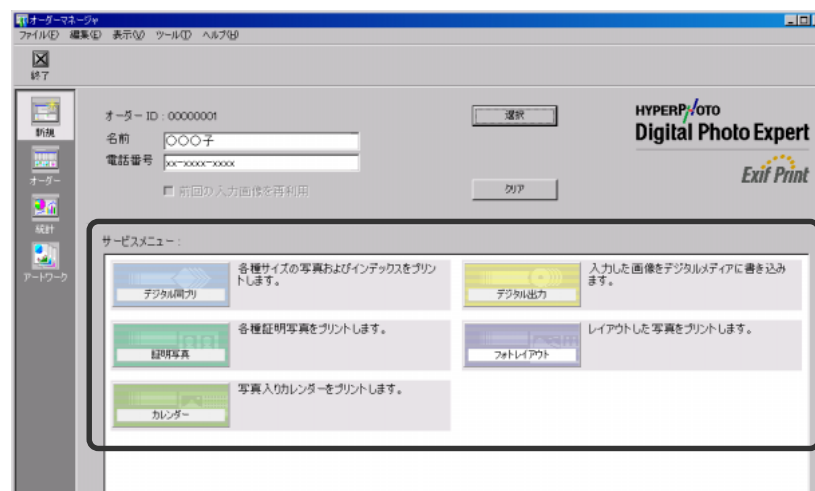 オーダーマネージャ
ファイル(F) 編集(E) 表示(V) ツール(T) ヘルプ(H)
終了
新規
オーダー
統計
アートワーク
オーダー ID : 00000001
選択
名前 〇〇〇子
電話番号 xx-xxxx-xxxx
前回の入力画像を再利用
クリア
HYPERPHOTO
Digital Photo Expert
Exif Print
サービスメニュー :
デジタル同プリ
各種サイズの写真およびインデックスをプリン
トします。
デジタル出力
入力した画像をデジタルメディアに書き込み
ます。
証明写真
各種証明写真をプリントします。
フォトレイアウト
レイアウトした写真をプリントします。
カレンダー
写真入りカレンダーをプリントします。